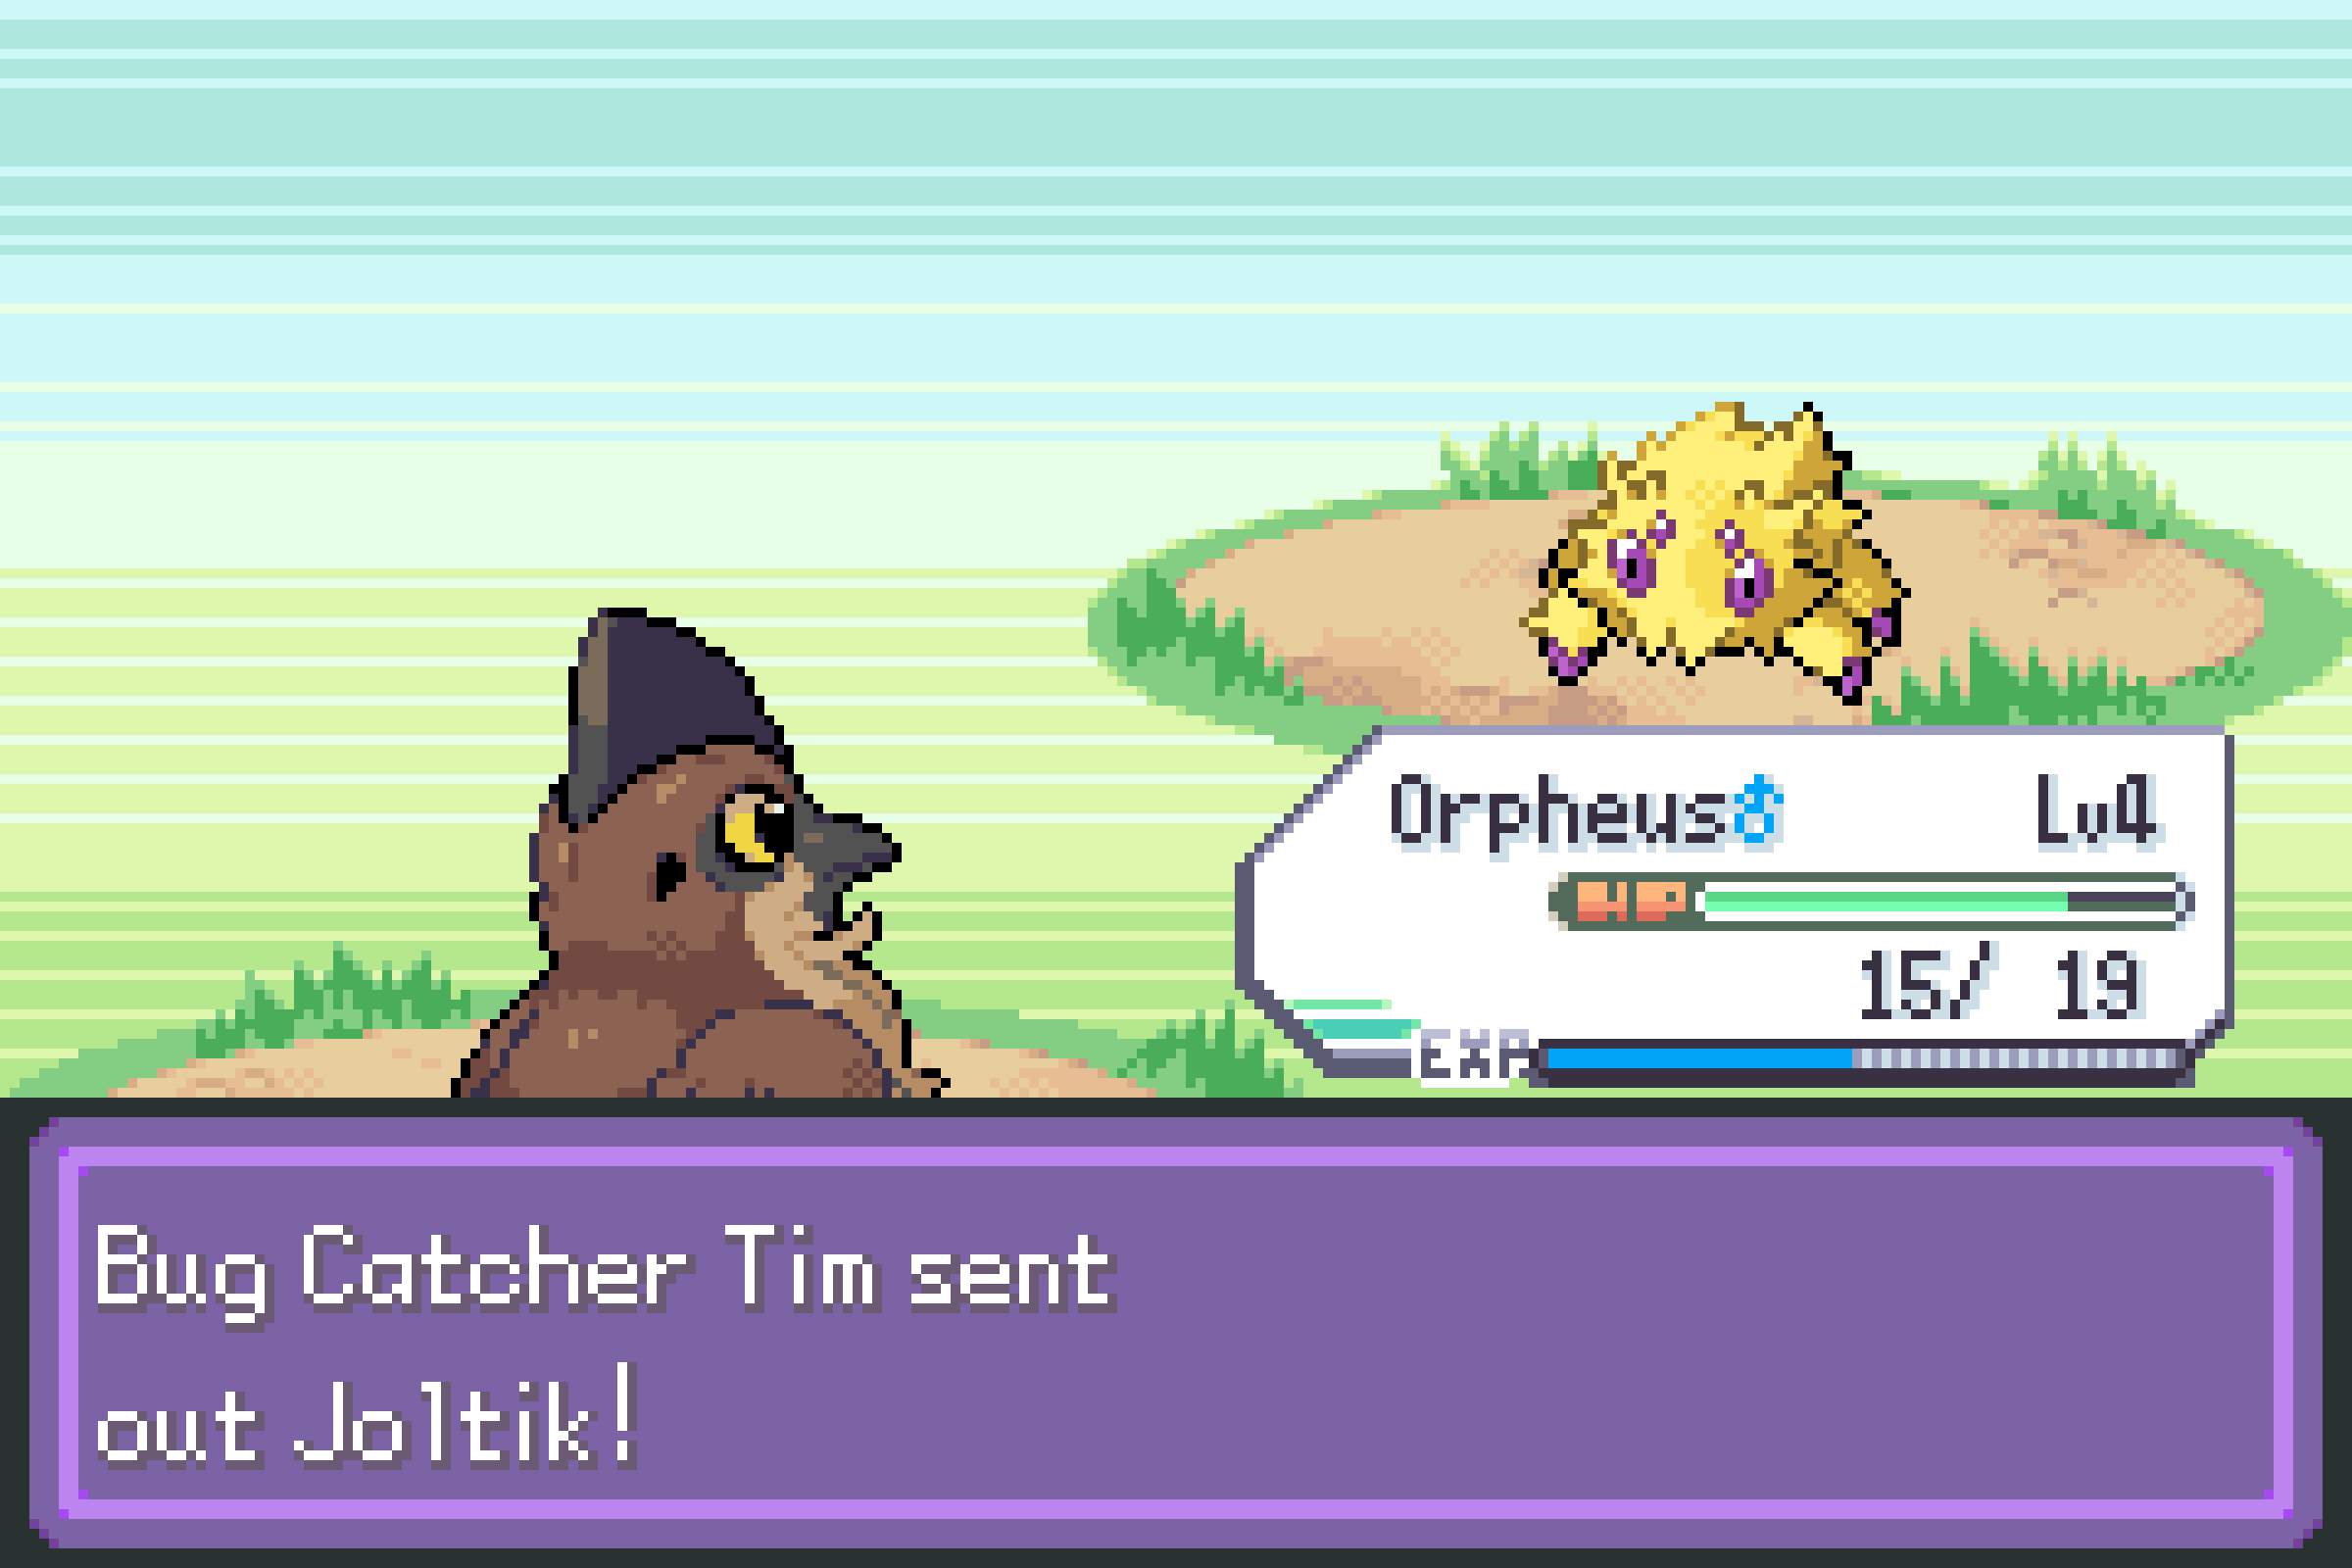 Orpheus♂ Lv4
HP
15/ 19
EXP
Bug Catcher Tim sent
out Joltik!